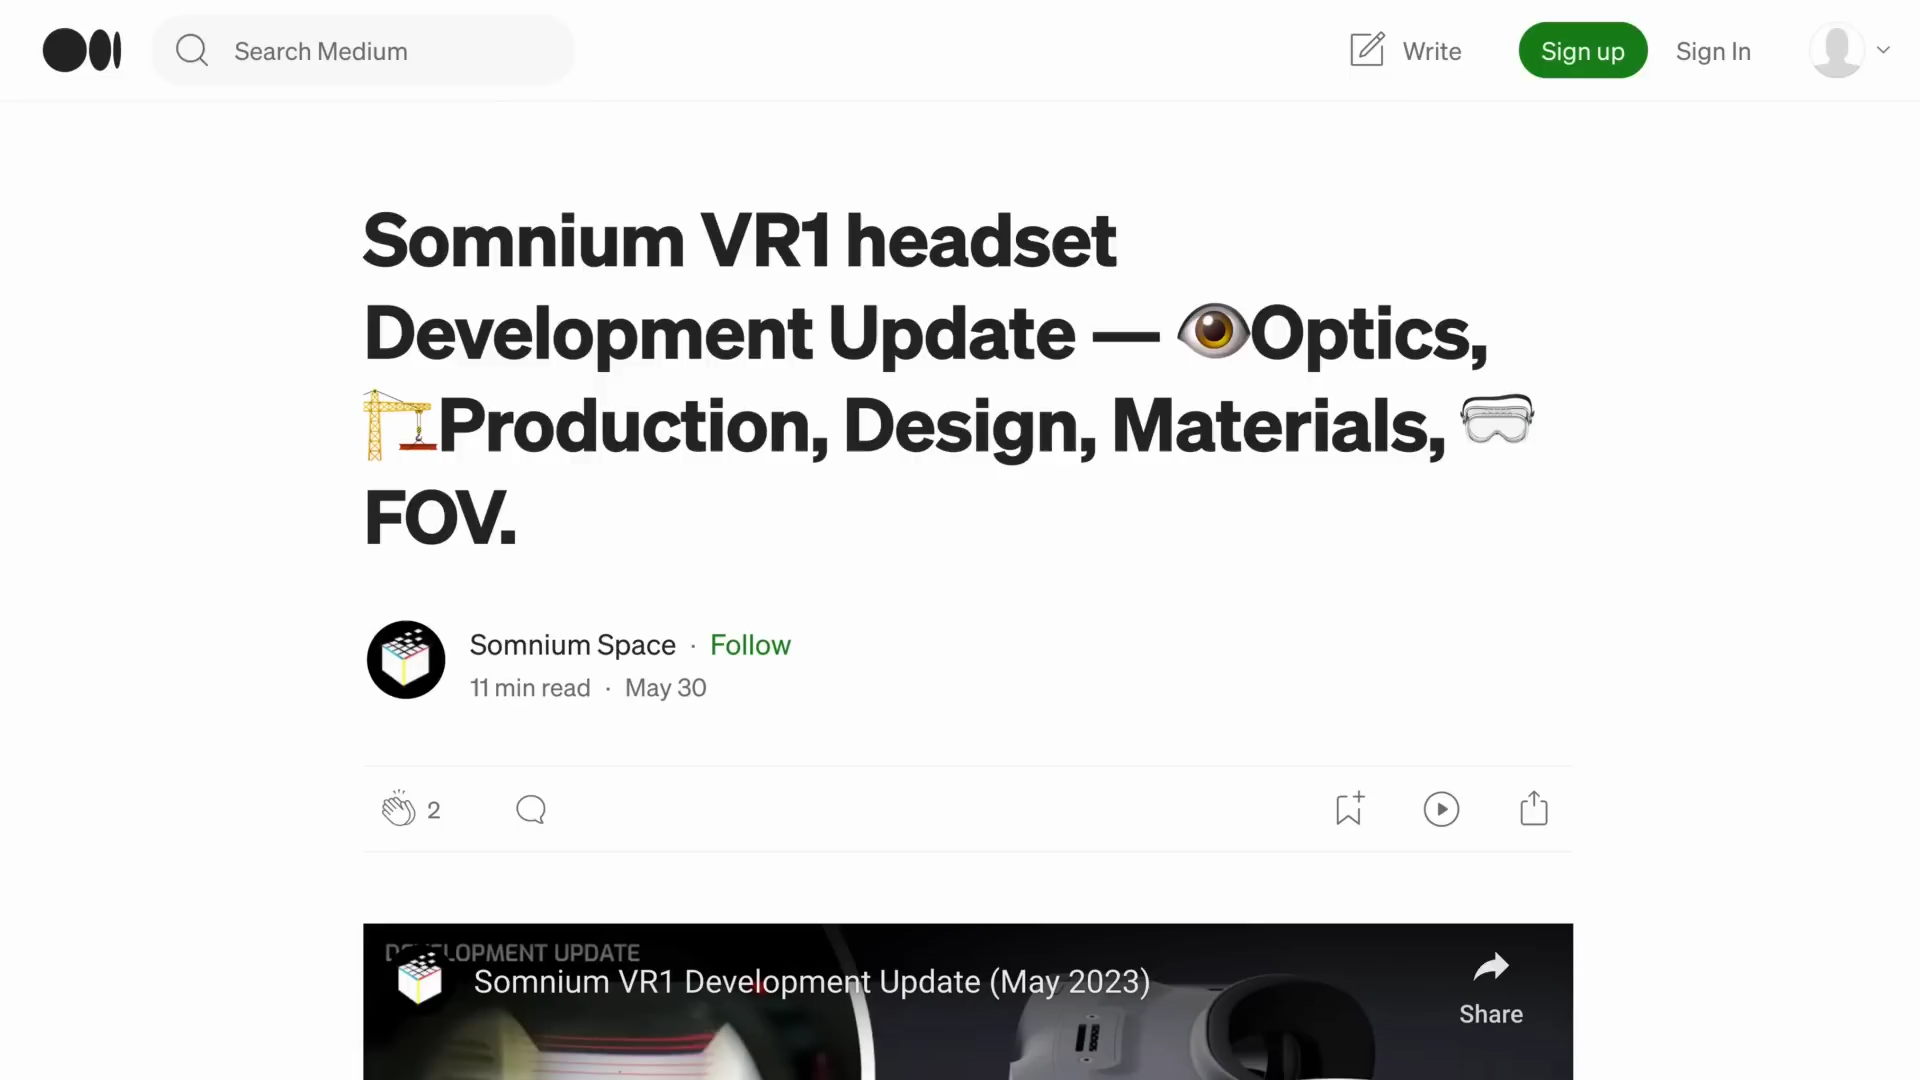 Search Medium
Write
Sign up
Sign In
Somnium VR1 headset
Development Update — 👁Optics,
🏗Production, Design, Materials, 🥽
FOV.
Somnium Space · Follow
11 min read · May 30
2
DEVELOPMENT UPDATE
Somnium VR1 Development Update (May 2023)
Share